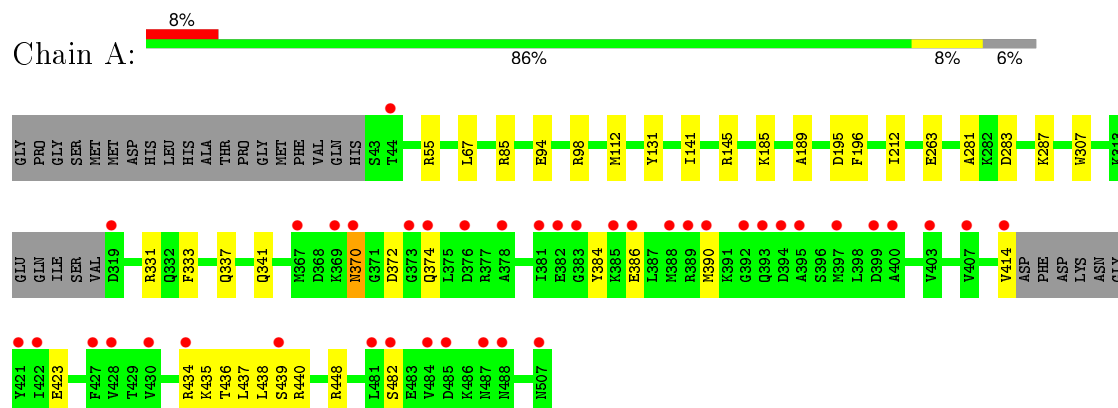 8%
Chain A:
86% 8% 6%
GLY PRO GLY SER MET MET ASP HIS LEU HIS ALA THR PRO GLY MET PHE VAL GLN HIS S43 T44 R55 L67 R85 E94 R98 M112 Y131 I141 R145 K185 A189 D195 F196 I212 E263 A281 K282 D283 K287 W307 K313
GLU GLN ILE SER VAL D319 R331 Q332 F333 Q337 Q341 M367 D368 K369 N370 G371 D372 G373 Q374 L375 D376 R377 A378 I381 E382 G383 Y384 K385 E386 L387 M388 R389 M390 K391 G392 Q393 D394 A395 S396 M397 L398 D399 A400 V403 V407 V414 ASP PHE ASP LYS ASN GLY
Y421 I422 E423 F427 V428 T429 V430 R434 K435 T436 L437 L438 S439 R440 R448 L481 S482 E483 V484 D485 K486 N487 N488 N507